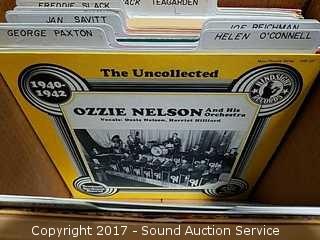 FREDDIE SLACK
JACK TEAGARDEN
JAN SAVITT
JOE REICHMAN
GEORGE PAXTON
HELEN O'CONNELL
The Uncollected
1940-
1942
HINDSIGHT
RECORDS
OZZIE NELSON And His
Orchestra
Vocals: Ozzie Nelson, Harriet Hilliard
Copyright 2017 - Sound Auction Service